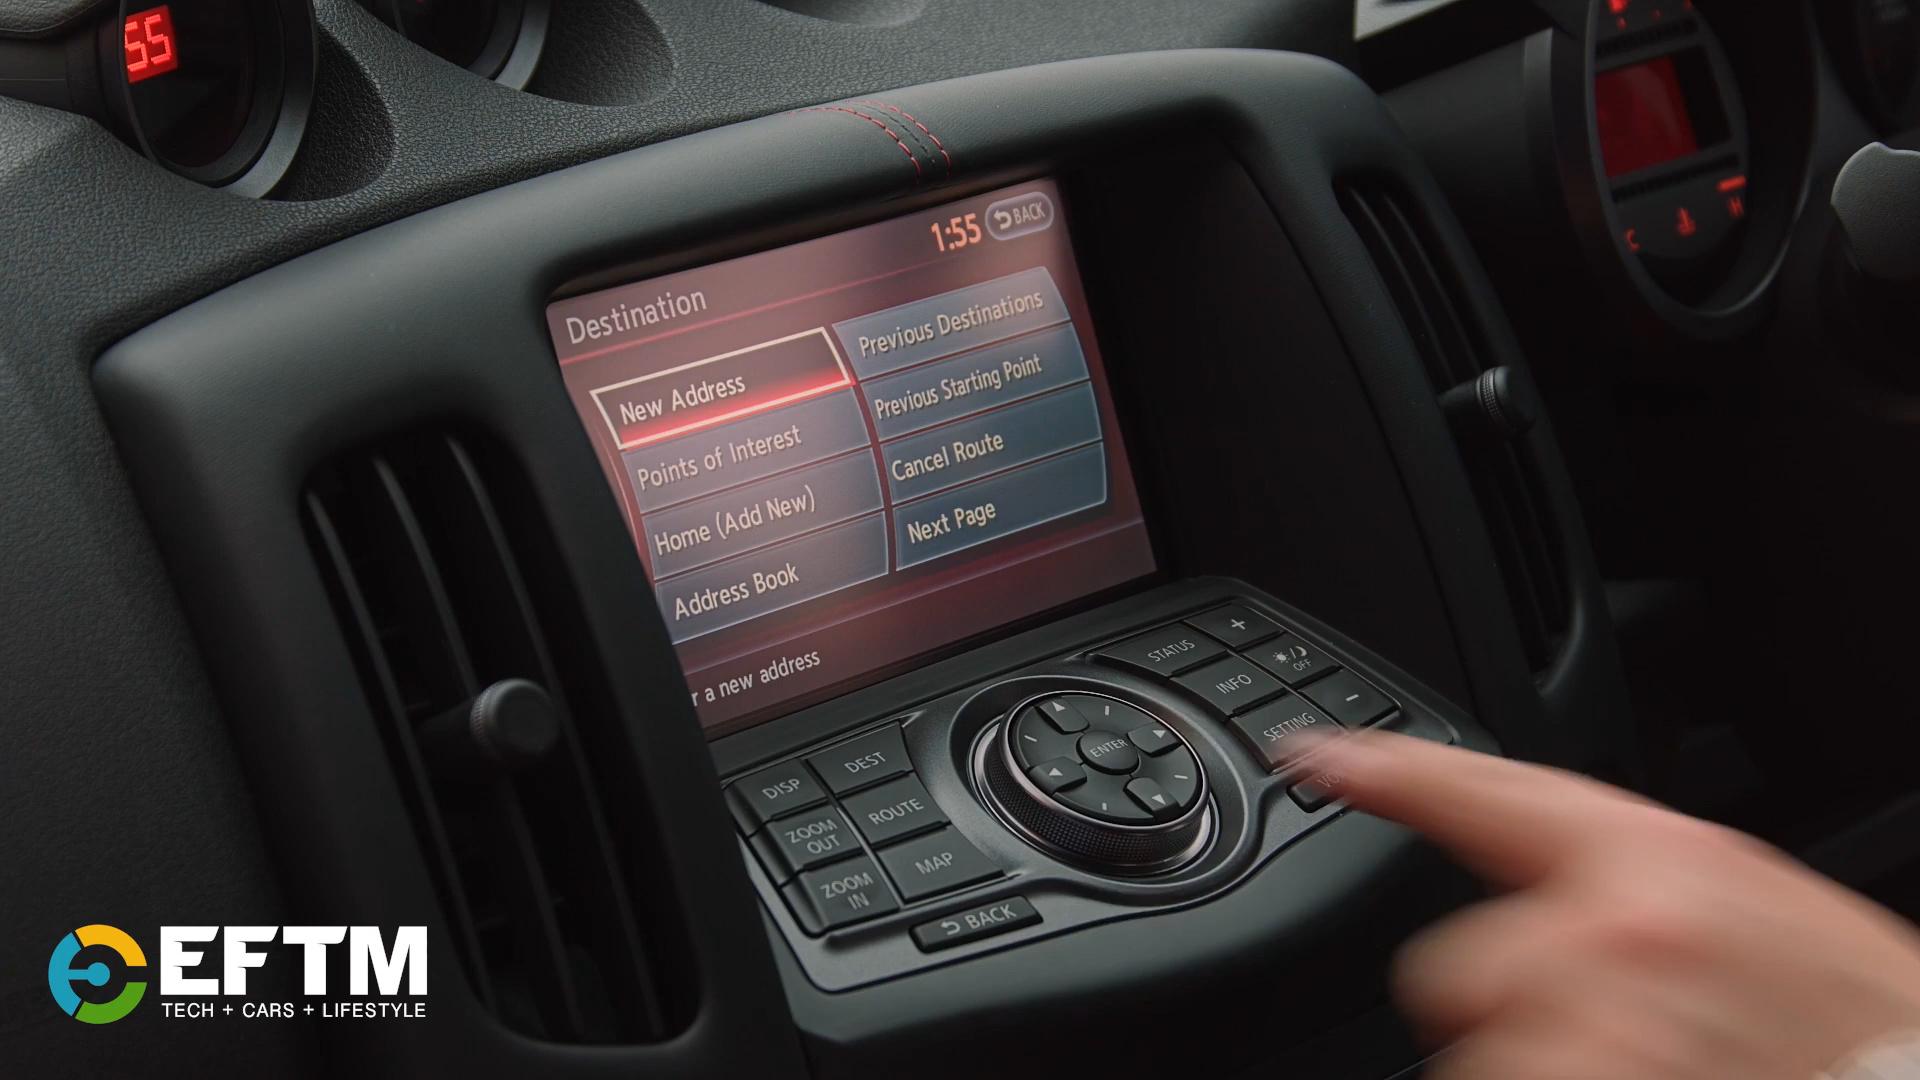 55
1:55
BACK
Destination
New Address
Previous Destinations
Points of Interest
Previous Starting Point
Home (Add New)
Cancel Route
Address Book
Next Page
r a new address
STATUS
+
INFO
OFF
SETTING
-
VO
DISP
DEST
ZOOM OUT
ROUTE
ZOOM IN
MAP
ENTER
BACK
C
H
EFTM
TECH + CARS + LIFESTYLE